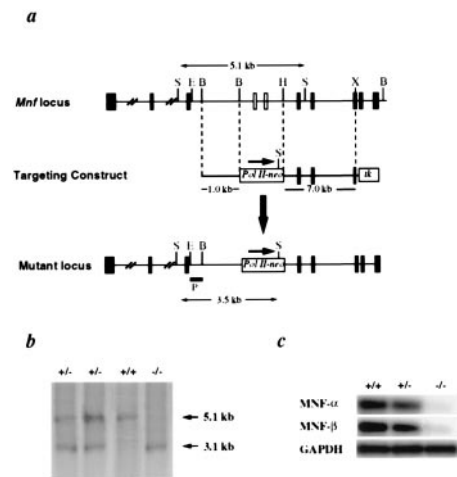 a
5.1 kb
S E B B H S X B
Mnf locus
S
Targeting Construct
Pol II-neo
tk
1.0 kb
7.0 kb
S E B S
Mutant locus
Pol II-neo
P
3.5 kb
b
+/- +/- +/+ -/-
5.1 kb
3.1 kb
c
+/+ +/- -/-
MNF-α
MNF-β
GAPDH